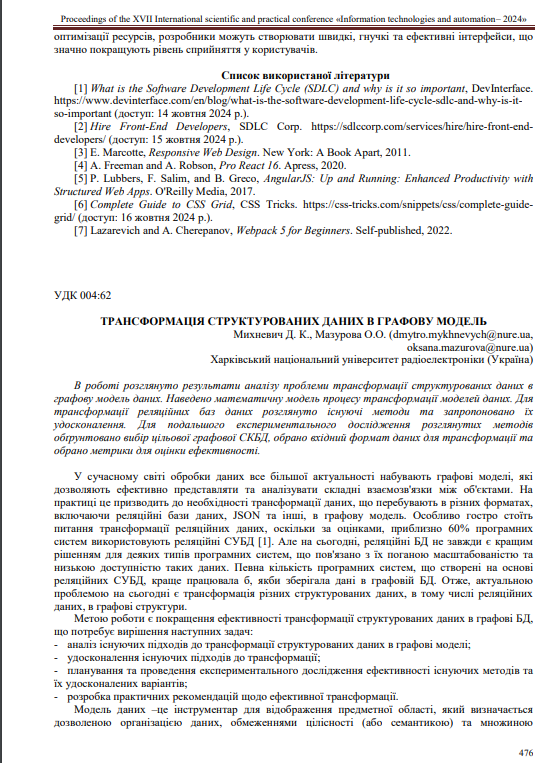 Proceedings of the XVII International scientific and practical conference «Information technologies and automation– 2024»
оптимізації ресурсів, розробники можуть створювати швидкі, гнучкі та ефективні інтерфейси, що
значно покращують рівень сприйняття у користувачів.
Список використаної літератури
[1] What is the Software Development Life Cycle (SDLC) and why is it so important, DevInterface.
https://www.devinterface.com/en/blog/what-is-the-software-development-life-cycle-sdlc-and-why-is-it-
so-important (доступ: 14 жовтня 2024 р.).
[2] Hire Front-End Developers, SDLC Corp. https://sdlccorp.com/services/hire/hire-front-end-
developers/ (доступ: 15 жовтня 2024 р.).
[3] E. Marcotte, Responsive Web Design. New York: A Book Apart, 2011.
[4] A. Freeman and A. Robson, Pro React 16. Apress, 2020.
[5] P. Lubbers, F. Salim, and B. Greco, AngularJS: Up and Running: Enhanced Productivity with
Structured Web Apps. O'Reilly Media, 2017.
[6] Complete Guide to CSS Grid, CSS Tricks. https://css-tricks.com/snippets/css/complete-guide-
grid/ (доступ: 16 жовтня 2024 р.).
[7] Lazarevich and A. Cherepanov, Webpack 5 for Beginners. Self-published, 2022.
УДК 004:62
ТРАНСФОРМАЦІЯ СТРУКТУРОВАНИХ ДАНИХ В ГРАФОВУ МОДЕЛЬ
Михневич Д. К., Мазурова О.О. (dmytro.mykhnevych@nure.ua,
oksana.mazurova@nure.ua)
Харківський національний університет радіоелектроніки (Україна)
В роботі розглянуто результати аналізу проблеми трансформації структурованих даних в
графову модель даних. Наведено математичну модель процесу трансформації моделей даних. Для
трансформації реляційних баз даних розглянуто існуючі методи та запропоновано їх
удосконалення. Для подальшого експериментального дослідження розглянутих методів
обґрунтовано вибір цільової графової СКБД, обрано вхідний формат даних для трансформації та
обрано метрики для оцінки ефективності.
У сучасному світі обробки даних все більшої актуальності набувають графові моделі, які
дозволяють ефективно представляти та аналізувати складні взаємозв'язки між об'єктами. На
практиці це призводить до необхідності трансформації даних, що перебувають в різних форматах,
включаючи реляційні бази даних, JSON та інші, в графову модель. Особливо гостро стоїть
питання трансформації реляційних даних, оскільки за оцінками, приблизно 60% програмних
систем використовують реляційні СУБД [1]. Але на сьогодні, реляційні БД не завжди є кращим
рішенням для деяких типів програмних систем, що пов'язано з їх поганою масштабованістю та
низькою доступністю таких даних. Певна кількість програмних систем, що створені на основі
реляційних СУБД, краще працювала б, якби зберігала дані в графовій БД. Отже, актуальною
проблемою на сьогодні є трансформація різних структурованих даних, в тому числі реляційних
даних, в графові структури.
Метою роботи є покращення ефективності трансформації структурованих даних в графові БД,
що потребує вирішення наступних задач:
- аналіз існуючих підходів до трансформації структурованих даних в графові моделі;
- удосконалення існуючих підходів до трансформації;
- планування та проведення експериментального дослідження ефективності існуючих методів та
їх удосконалених варіантів;
- розробка практичних рекомендацій щодо ефективної трансформації.
Модель даних –це інструментар для відображення предметної області, який визначається
дозволеною організацією даних, обмеженнями цілісності (або семантикою) та множиною
476